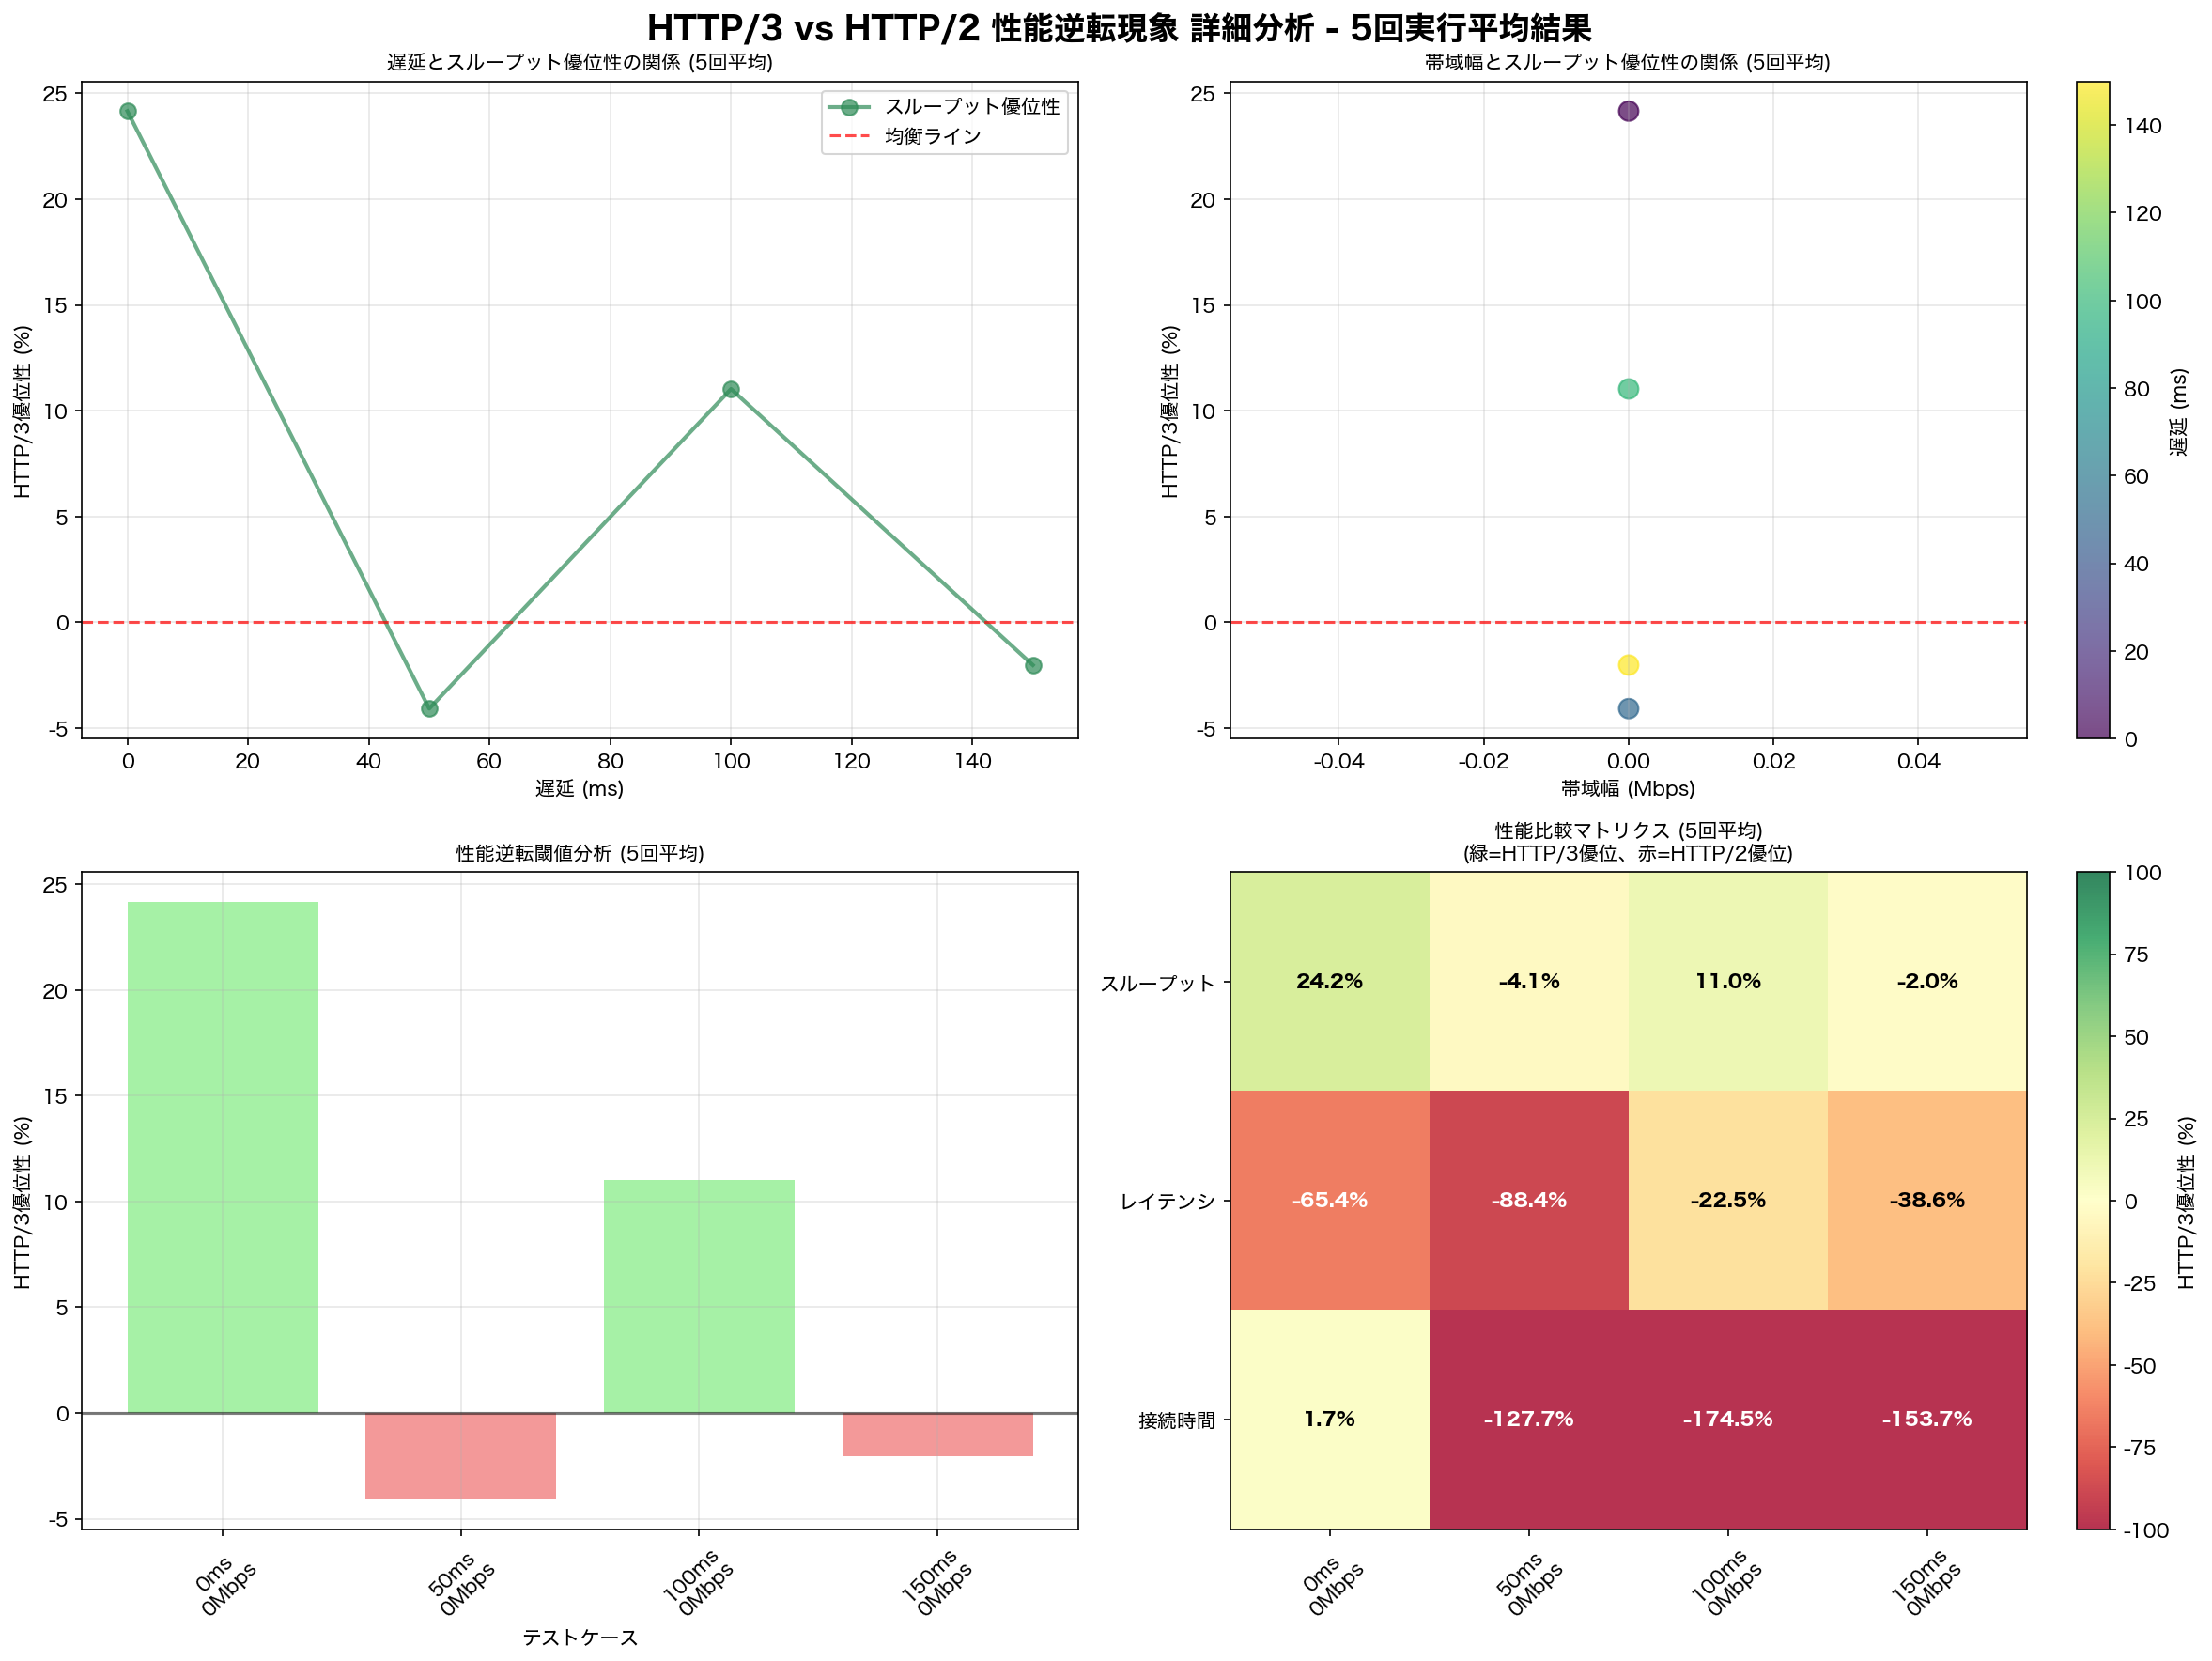 HTTP/3 vs HTTP/2 性能逆転現象 詳細分析 - 5回実行平均結果
遅延とスループット優位性の関係 (5回平均)
HTTP/3優位性 (%)
25
20
15
10
5
0
-5
スループット優位性
均衡ライン
0
20
40
60
80
100
120
140
遅延 (ms)
帯域幅とスループット優位性の関係 (5回平均)
HTTP/3優位性 (%)
25
20
15
10
5
0
-5
-0.04
-0.02
0.00
0.02
0.04
帯域幅 (Mbps)
140
120
100
80
60
40
20
0
遅延 (ms)
性能逆転閾値分析 (5回平均)
HTTP/3優位性 (%)
25
20
15
10
5
0
-5
0ms
0Mbps
50ms
0Mbps
100ms
0Mbps
150ms
0Mbps
テストケース
性能比較マトリクス (5回平均)
(緑=HTTP/3優位、赤=HTTP/2優位)
スループット
24.2%
-4.1%
11.0%
-2.0%
レイテンシ
-65.4%
-88.4%
-22.5%
-38.6%
接続時間
1.7%
-127.7%
-174.5%
-153.7%
0ms
0Mbps
50ms
0Mbps
100ms
0Mbps
150ms
0Mbps
100
75
50
25
0
-25
-50
-75
-100
HTTP/3優位性 (%)